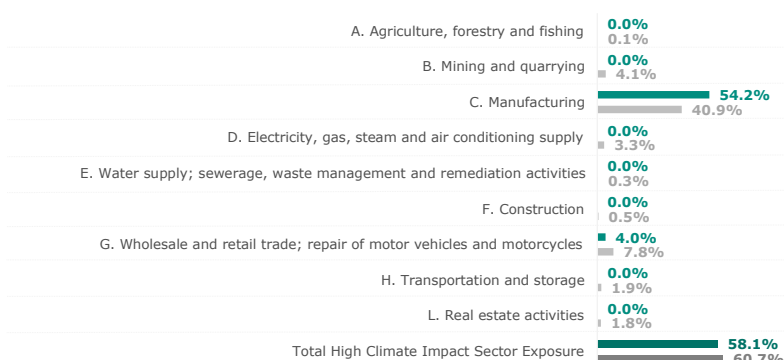 A. Agriculture, forestry and fishing 0.0%
0.1%
B. Mining and quarrying 0.0%
4.1%
C. Manufacturing 54.2%
40.9%
D. Electricity, gas, steam and air conditioning supply 0.0%
3.3%
E. Water supply; sewerage, waste management and remediation activities 0.0%
0.3%
F. Construction 0.0%
0.5%
G. Wholesale and retail trade; repair of motor vehicles and motorcycles 4.0%
7.8%
H. Transportation and storage 0.0%
1.9%
L. Real estate activities 0.0%
1.8%
Total High Climate Impact Sector Exposure 58.1%
60.7%